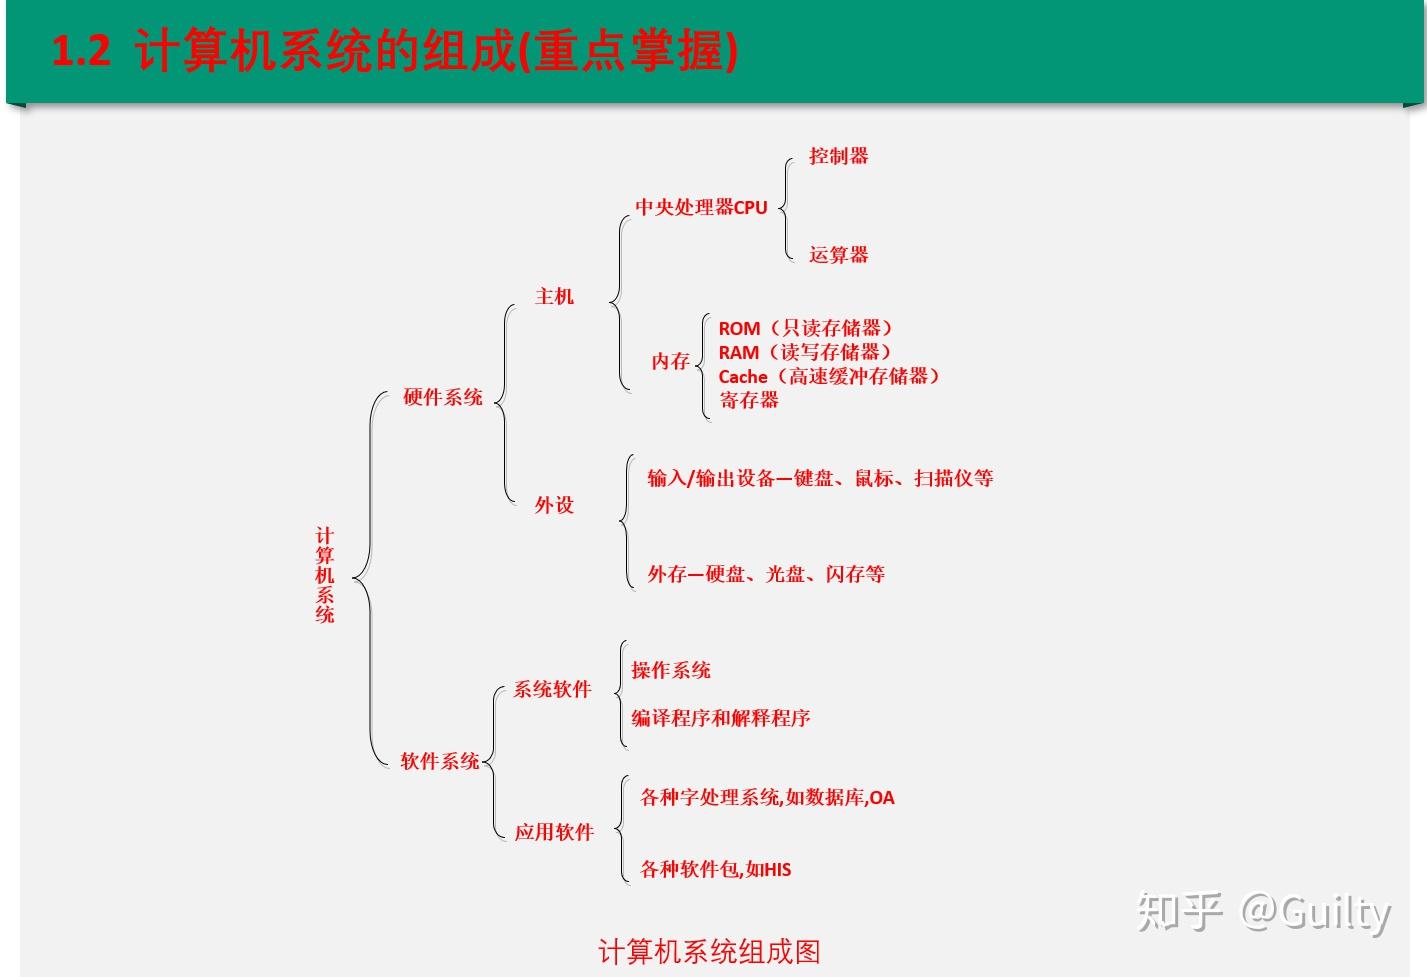 1.2 计算机系统的组成(重点掌握)
控制器
中央处理器CPU
运算器
主机
ROM（只读存储器）
RAM（读写存储器）
内存
Cache（高速缓冲存储器）
寄存器
硬件系统
输入/输出设备—键盘、鼠标、扫描仪等
外设
外存—硬盘、光盘、闪存等
计算机系统
操作系统
系统软件
编译程序和解释程序
软件系统
各种字处理系统,如数据库,OA
应用软件
各种软件包,如HIS
知乎 @Guilty
计算机系统组成图